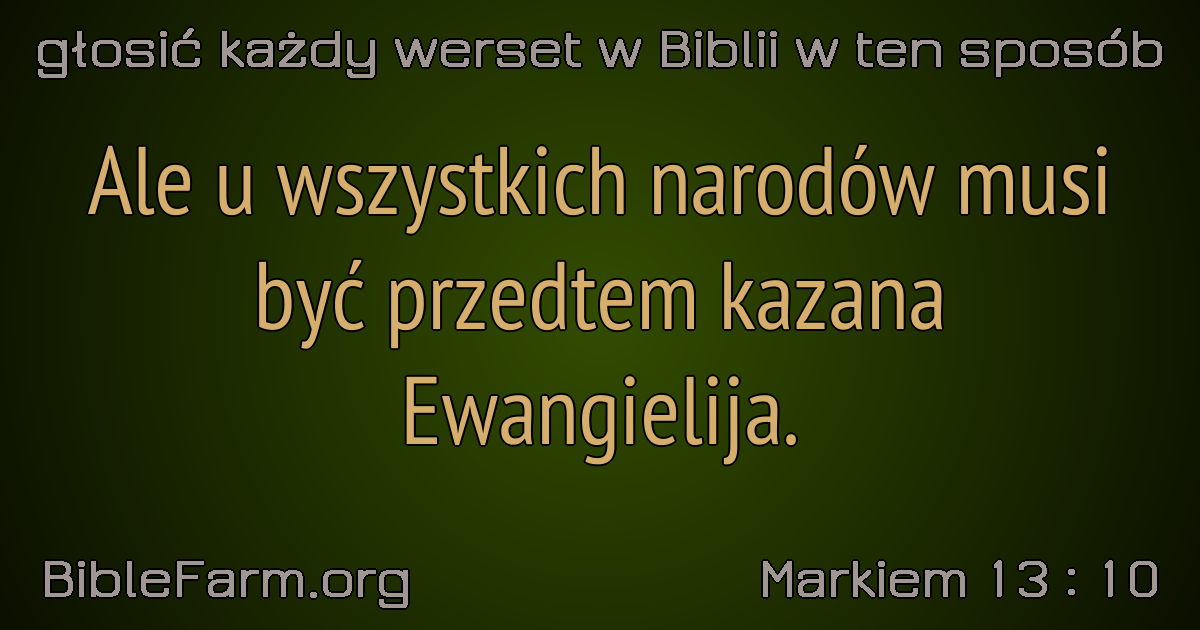 głosić każdy werset w Biblii w ten sposób
Ale u wszystkich narodów musi
być przedtem kazana
Ewangielija.
BibleFarm.org
Markiem 13 : 10